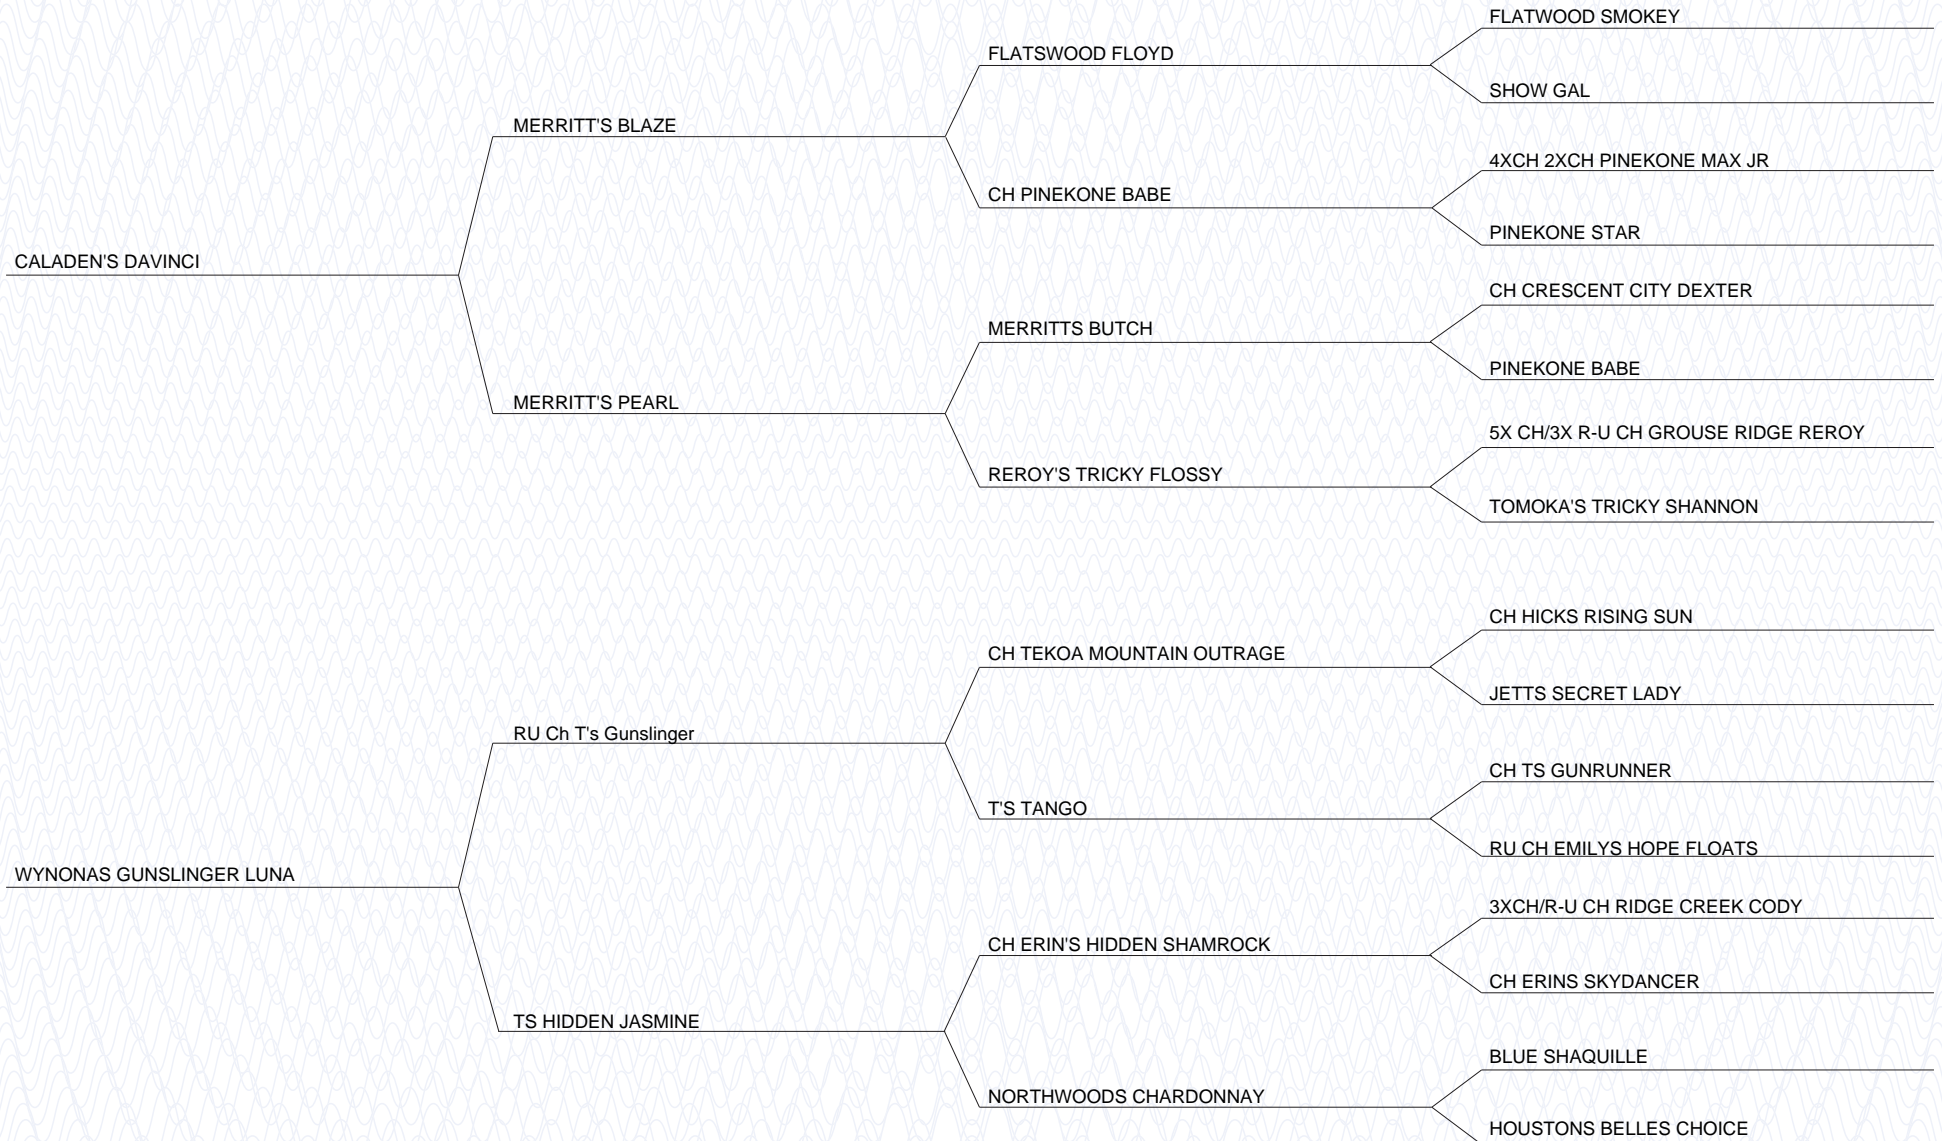 FLATWOOD SMOKEY
FLATSWOOD FLOYD
SHOW GAL
MERRITT'S BLAZE
4XCH 2XCH PINEKONE MAX JR
CH PINEKONE BABE
PINEKONE STAR
CALADEN'S DAVINCI
CH CRESCENT CITY DEXTER
MERRITTS BUTCH
PINEKONE BABE
MERRITT'S PEARL
5X CH/3X R-U CH GROUSE RIDGE REROY
REROY'S TRICKY FLOSSY
TOMOKA'S TRICKY SHANNON
CH HICKS RISING SUN
CH TEKOA MOUNTAIN OUTRAGE
JETTS SECRET LADY
RU Ch T's Gunslinger
CH TS GUNRUNNER
T'S TANGO
RU CH EMILYS HOPE FLOATS
WYNONAS GUNSLINGER LUNA
3XCH/R-U CH RIDGE CREEK CODY
CH ERIN'S HIDDEN SHAMROCK
CH ERINS SKYDANCER
TS HIDDEN JASMINE
BLUE SHAQUILLE
NORTHWOODS CHARDONNAY
HOUSTONS BELLES CHOICE